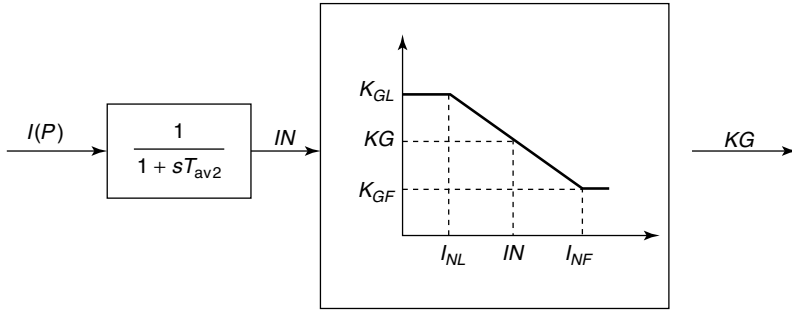 I(P)
1
1 + sT_av2
IN
K_GL
KG
K_GF
I_NL
IN
I_NF
KG